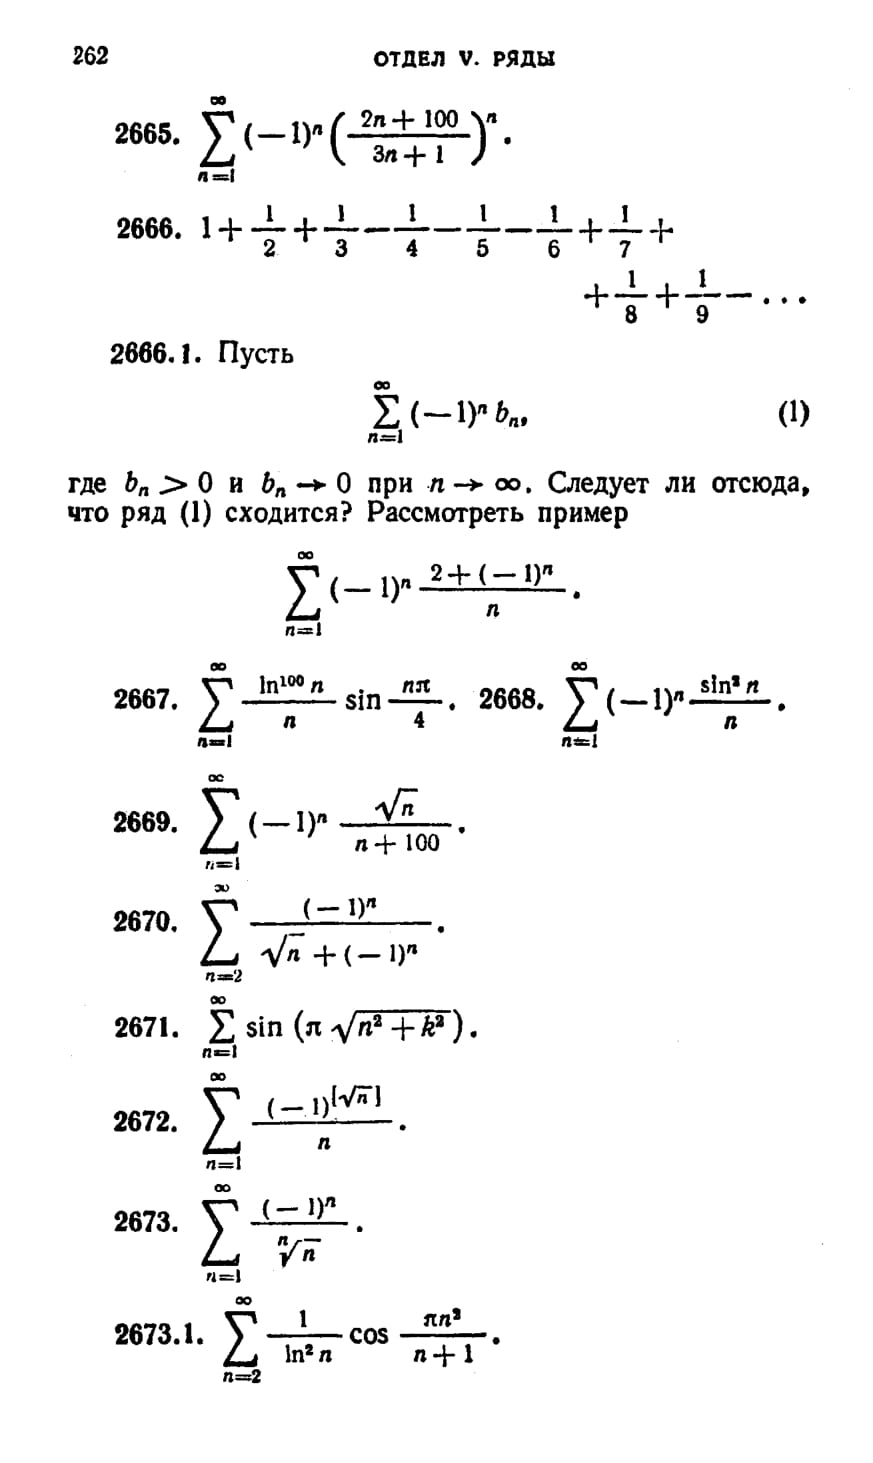 262 ОТДЕЛ V. РЯДЫ
2665. \sum_{n=1}^{\infty} (-1)^n \left( \frac{2n+100}{3n+1} \right)^n.
2666. 1 + \frac{1}{2} + \frac{1}{3} - \frac{1}{4} - \frac{1}{5} - \frac{1}{6} + \frac{1}{7} +
+ \frac{1}{8} + \frac{1}{9} - ...
2666.1. Пусть
\sum_{n=1}^{\infty} (-1)^n b_n, (1)
где b_n > 0 и b_n → 0 при n → ∞. Следует ли отсюда,
что ряд (1) сходится? Рассмотреть пример
\sum_{n=1}^{\infty} (-1)^n \frac{2+(-1)^n}{n}.
2667. \sum_{n=1}^{\infty} \frac{\ln^{100} n}{n} \sin \frac{n\pi}{4}. 2668. \sum_{n=1}^{\infty} (-1)^n \frac{\sin^2 n}{n}.
2669. \sum_{n=1}^{\infty} (-1)^n \frac{\sqrt{n}}{n+100}.
2670. \sum_{n=2}^{\infty} \frac{(-1)^n}{\sqrt{n}+(-1)^n}.
2671. \sum_{n=1}^{\infty} \sin (\pi \sqrt{n^2+k^2}).
2672. \sum_{n=1}^{\infty} \frac{(-1)^{[\sqrt{n}]}}{n}.
2673. \sum_{n=1}^{\infty} \frac{(-1)^n}{\sqrt[n]{n}}.
2673.1. \sum_{n=2}^{\infty} \frac{1}{\ln^2 n} \cos \frac{\pi n^2}{n+1}.